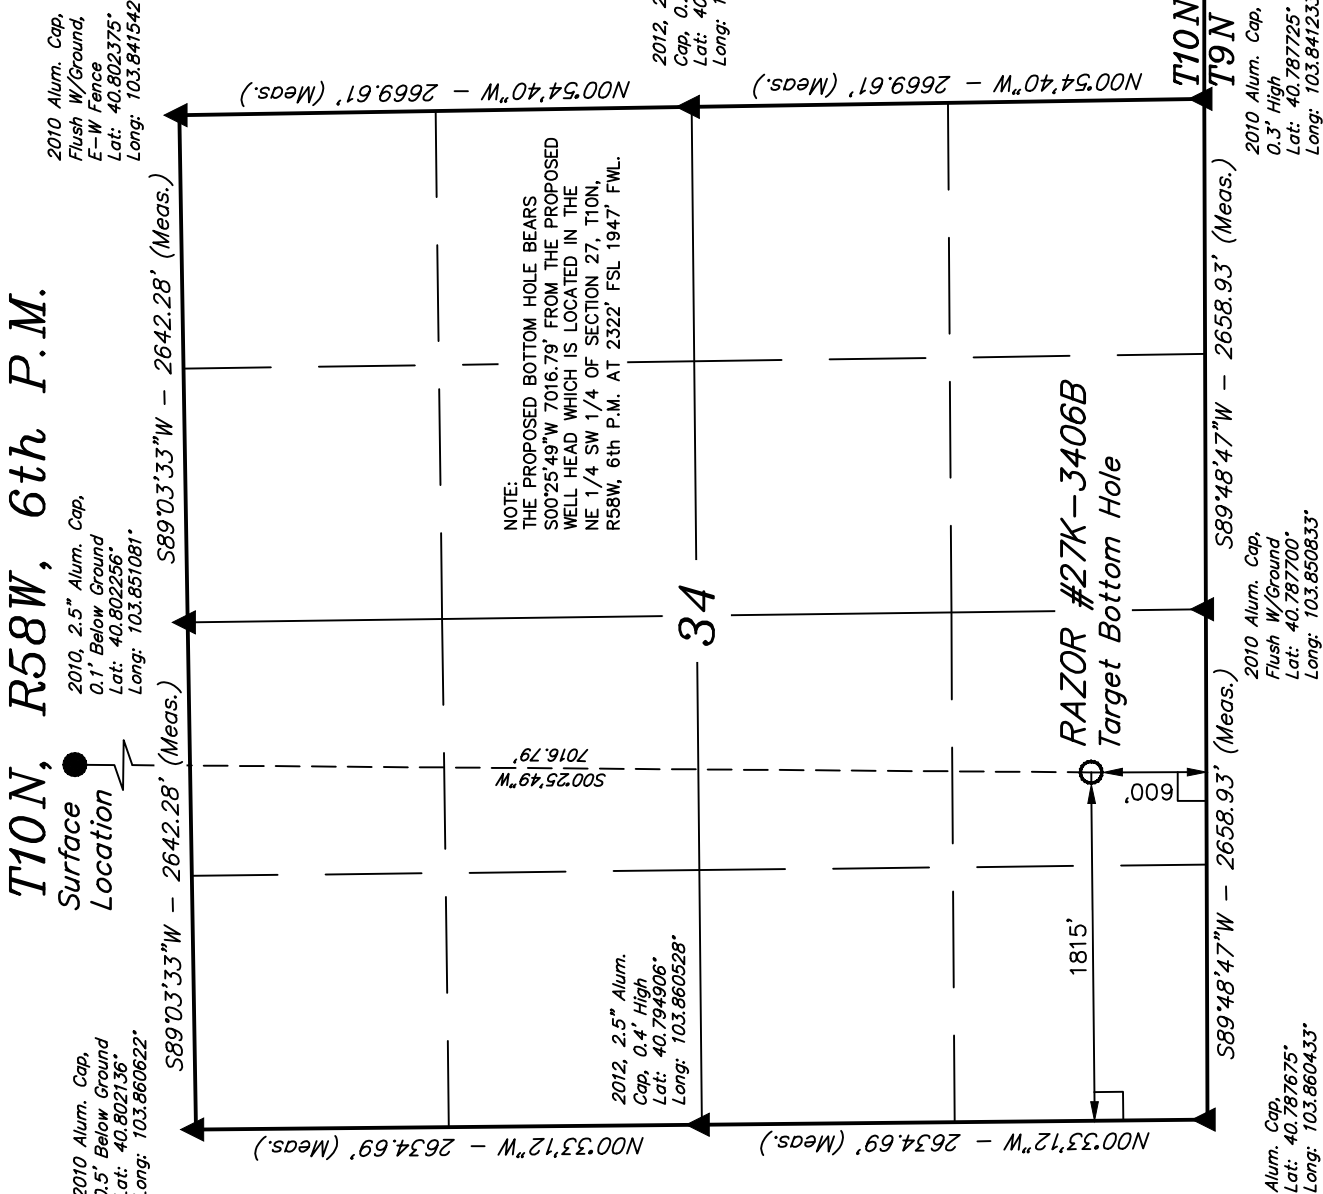 T10N, R58W, 6th P.M.
Surface
Location
2010 Alum. Cap,
0.5' Below Ground
Lat: 40.802136°
Long: 103.860622°
2010, 2.5" Alum. Cap,
0.1' Below Ground
Lat: 40.802256°
Long: 103.851081°
2010 Alum. Cap,
Flush W/Ground,
E-W Fence
Lat: 40.802375°
Long: 103.841542
S89°03'33"W - 2642.28' (Meas.)
S89°03'33"W - 2642.28' (Meas.)
N00°33'12"W - 2634.69' (Meas.)
N00°33'12"W - 2634.69' (Meas.)
N00°54'40"W - 2669.61' (Meas.)
N00°54'40"W - 2669.61' (Meas.)
S00°25'49"W
7016.79'
NOTE:
THE PROPOSED BOTTOM HOLE BEARS
S00°25'49"W 7016.79' FROM THE PROPOSED
WELL HEAD WHICH IS LOCATED IN THE
NE 1/4 SW 1/4 OF SECTION 27, T10N,
R58W, 6th P.M. AT 2322' FSL 1947' FWL.
2012, 2.5" Alum.
Cap, 0.4' High
Lat: 40.794906°
Long: 103.860528°
34
2012, 2
Cap, 0.
Lat: 40
Long: 1
RAZOR #27K-3406B
Target Bottom Hole
1815'
600'
T10N
T9N
S89°48'47"W - 2658.93' (Meas.)
S89°48'47"W - 2658.93' (Meas.)
Alum. Cap,
Lat: 40.787675°
Long: 103.860433°
2010 Alum. Cap,
Flush W/Ground
Lat: 40.787700°
Long: 103.850833°
2010 Alum. Cap,
0.3' High
Lat: 40.787725°
Long: 103.841233